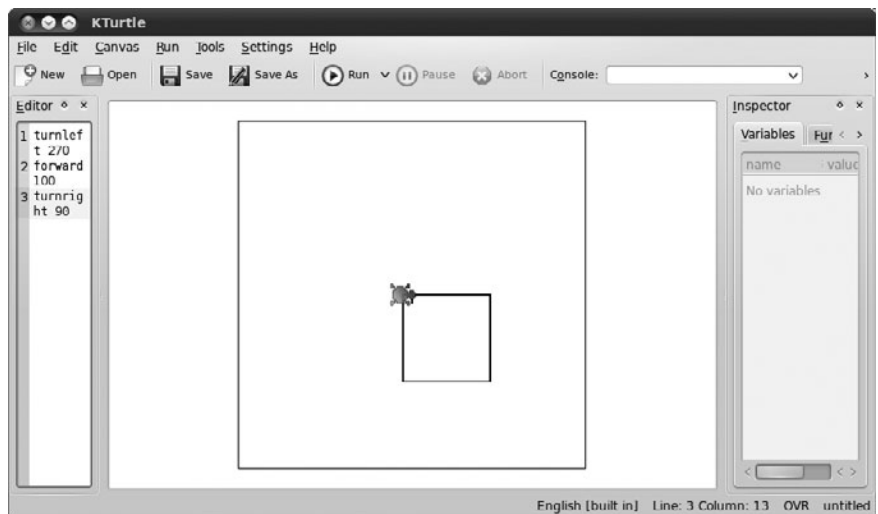 KTurtle
File Edit Canvas Run Tools Settings Help
New Open Save Save As Run Pause Abort Console:
Editor
Inspector
1 turnlef
t 270
2 forward
100
3 turnrig
ht 90
Variables Fur
name value
No variables
English [built in] Line: 3 Column: 13 OVR untitled